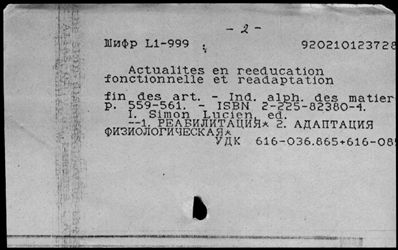 - 2 -
Шифр L1-999 920210123728
Actualites en reeducation
fonctionnelle et readaptation
fin des art. - Ind. alph. des matier
p. 559-561. - ISBN 2-225-82380-4.
I. Simon Lucien, ed.
--1. РЕАБИЛИТАЦИЯ* 2. АДАПТАЦИЯ
ФИЗИОЛОГИЧЕСКАЯ*
УДК 616-036.865+616-085